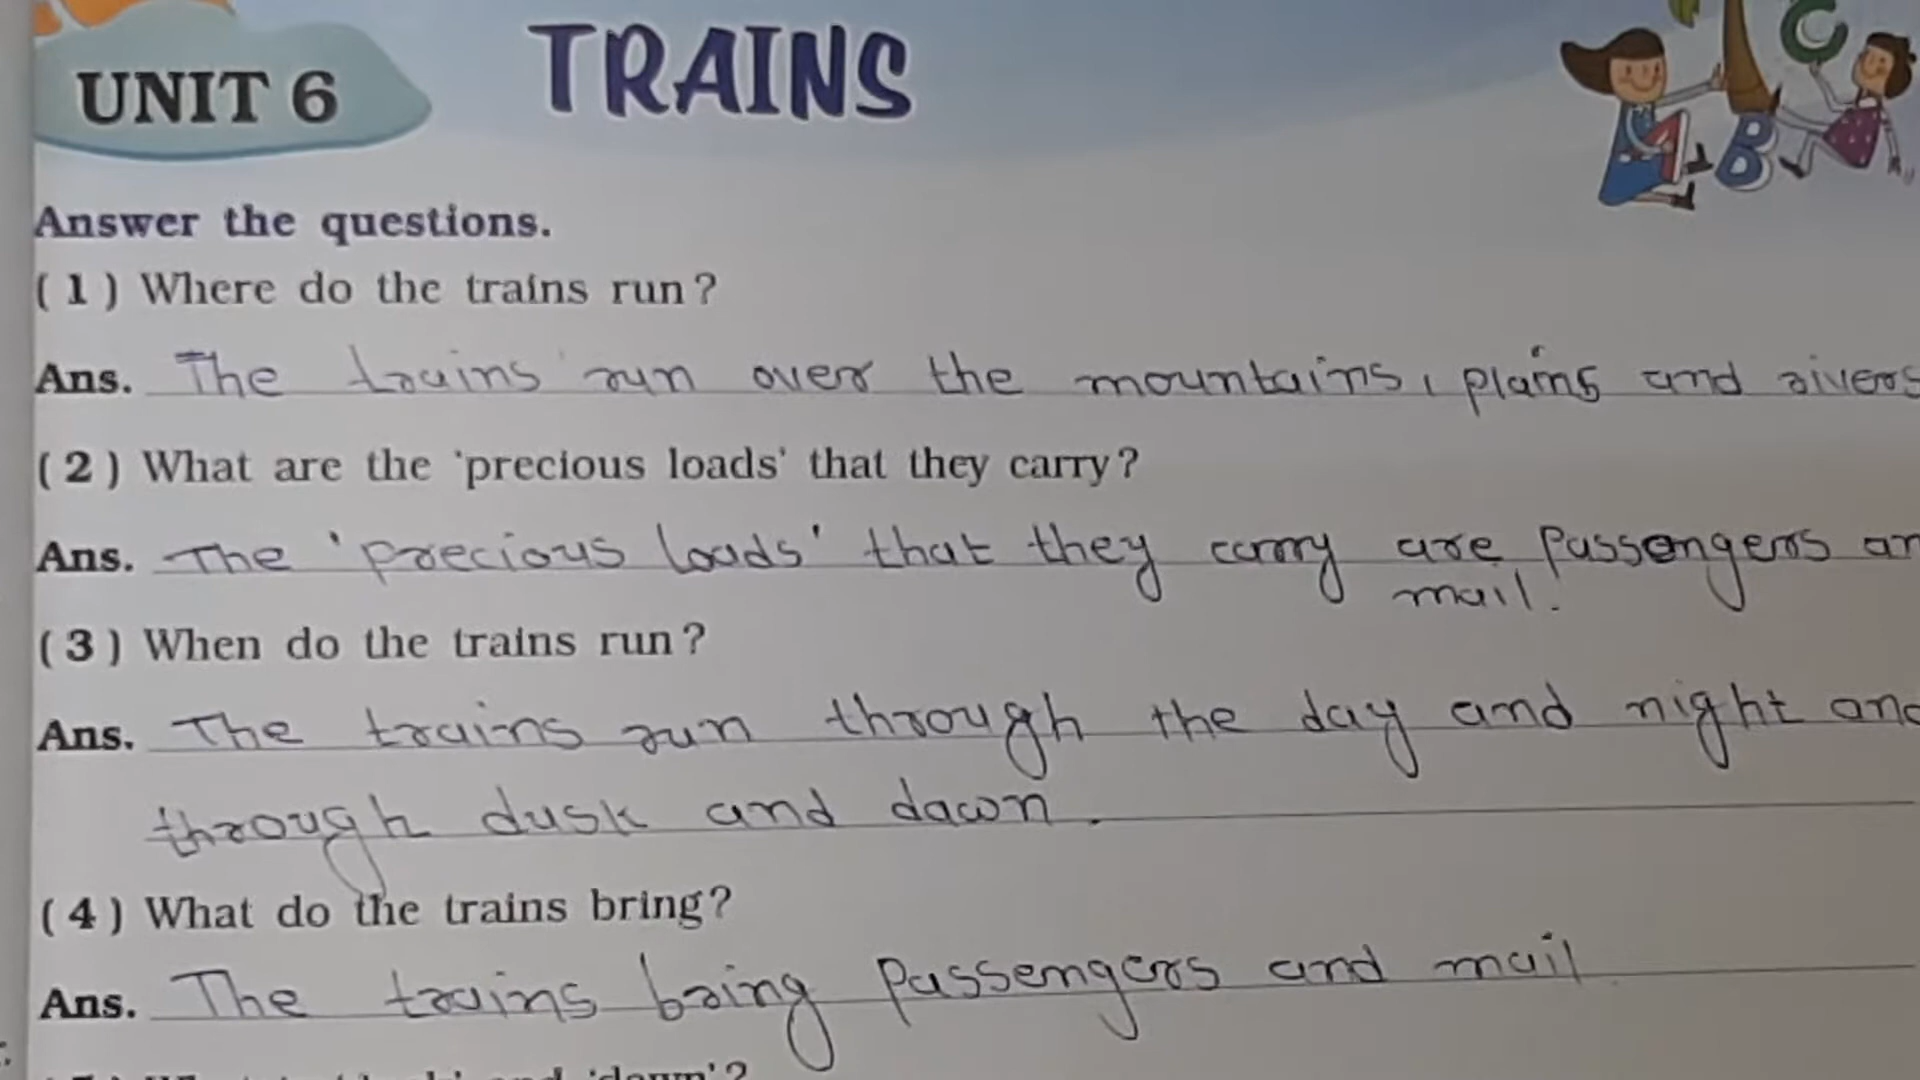 UNIT 6
TRAINS
C
A B
Answer the questions.
(1) Where do the trains run?
Ans. The trains run over the mountains, plains and rivers
(2) What are the 'precious loads' that they carry?
Ans. The 'precious loads' that they carry are passengers an
mail.
(3) When do the trains run?
Ans. The trains run through the day and night and
through dusk and dawn.
(4) What do the trains bring?
Ans. The trains bring passengers and mail
and 'dawn'?